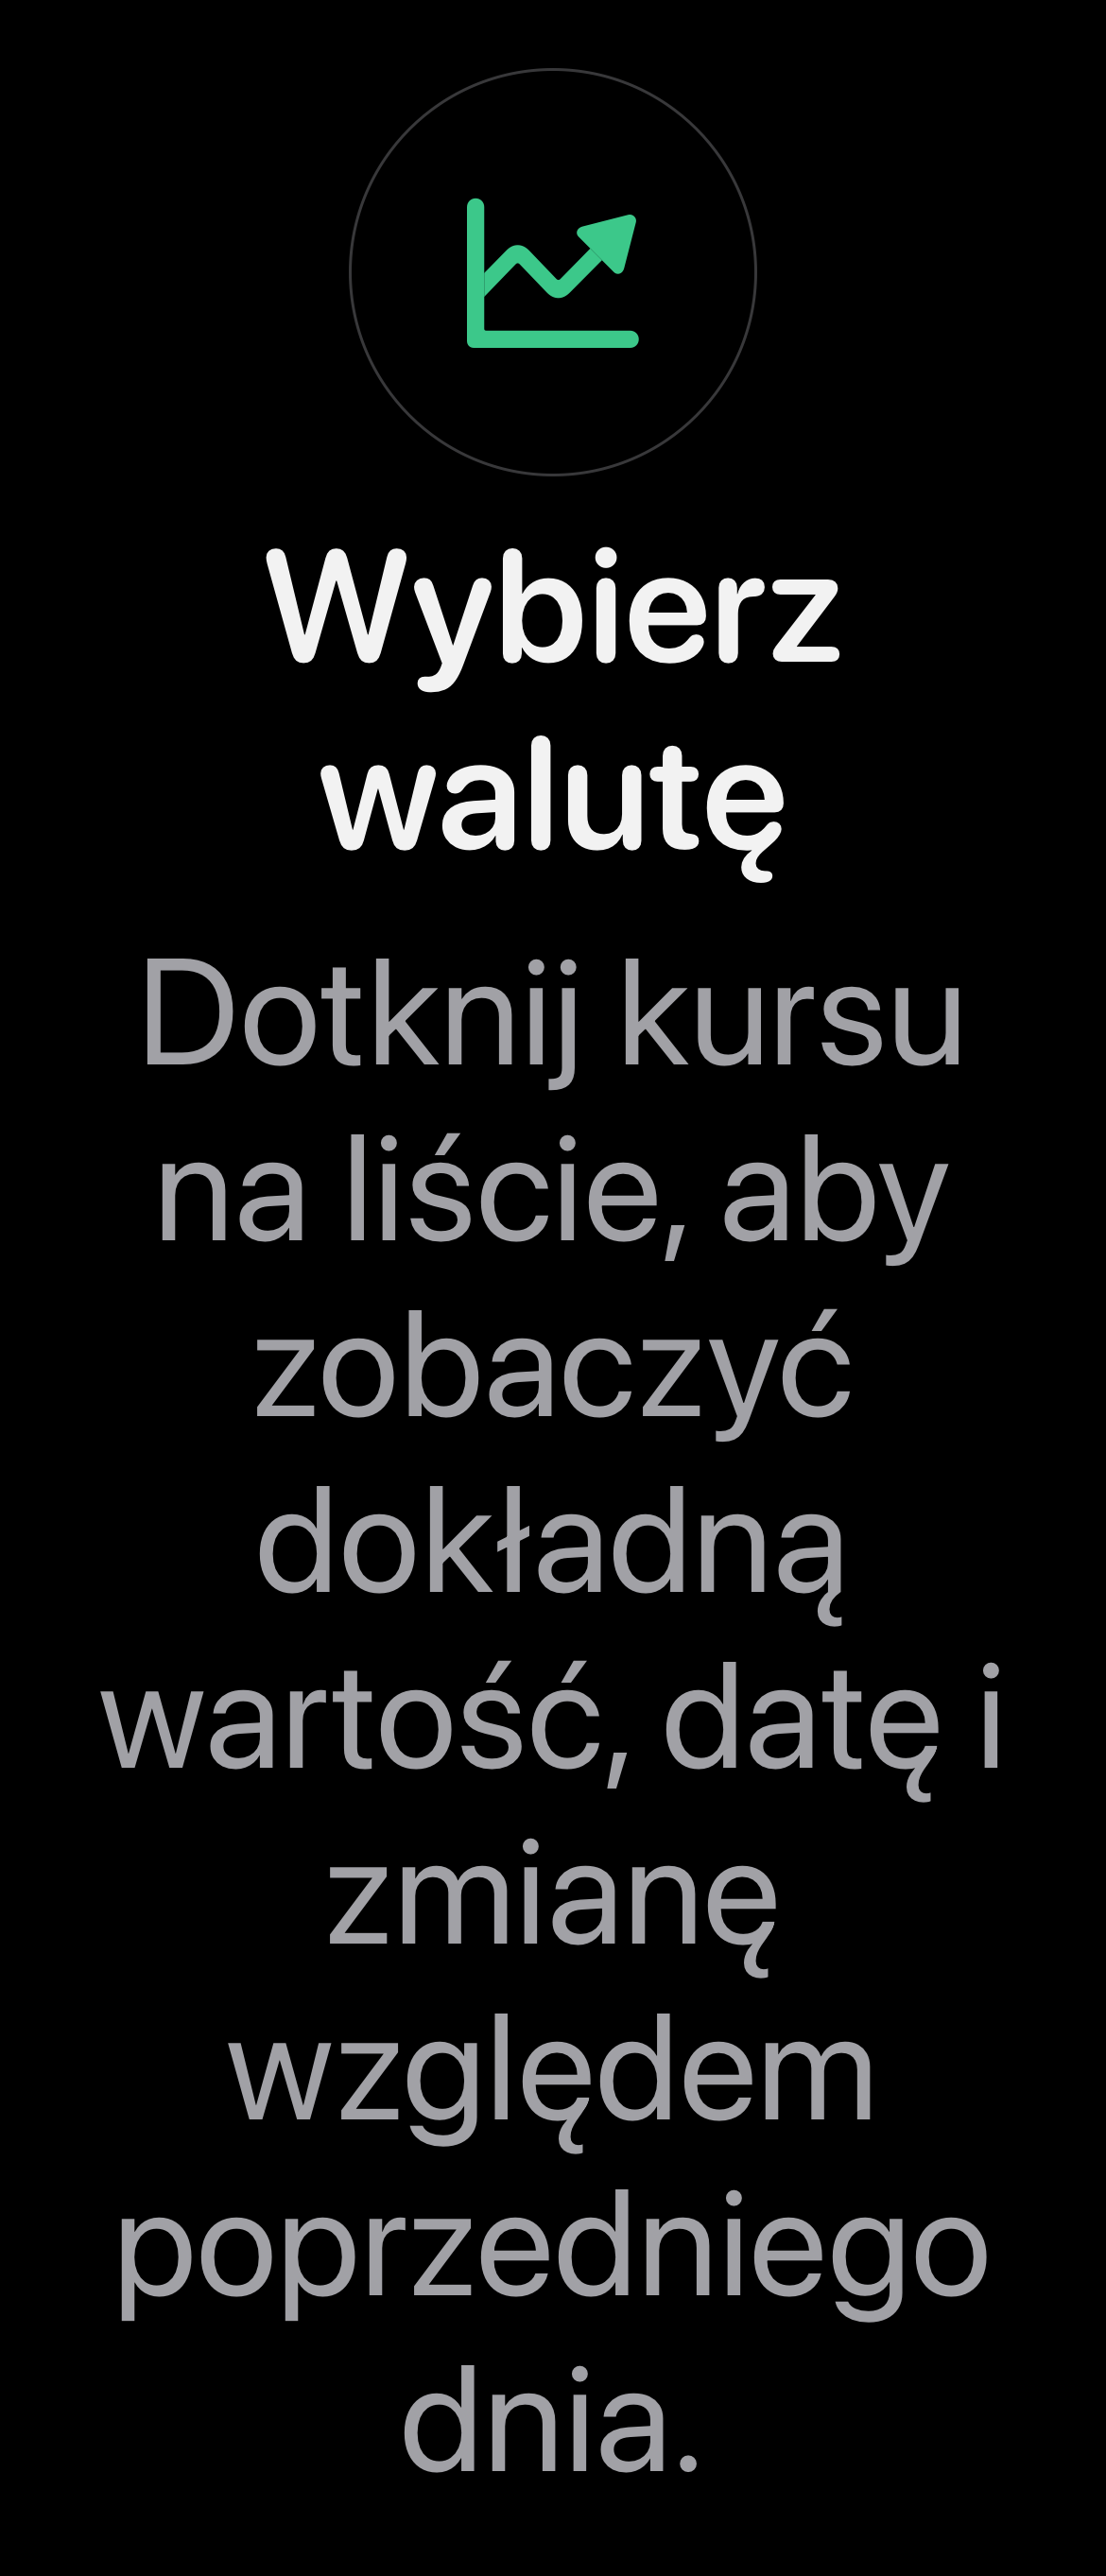 Wybierz
walutę
Dotknij kursu
na liście, aby
zobaczyć
dokładną
wartość, datę i
zmianę
względem
poprzedniego
dnia.